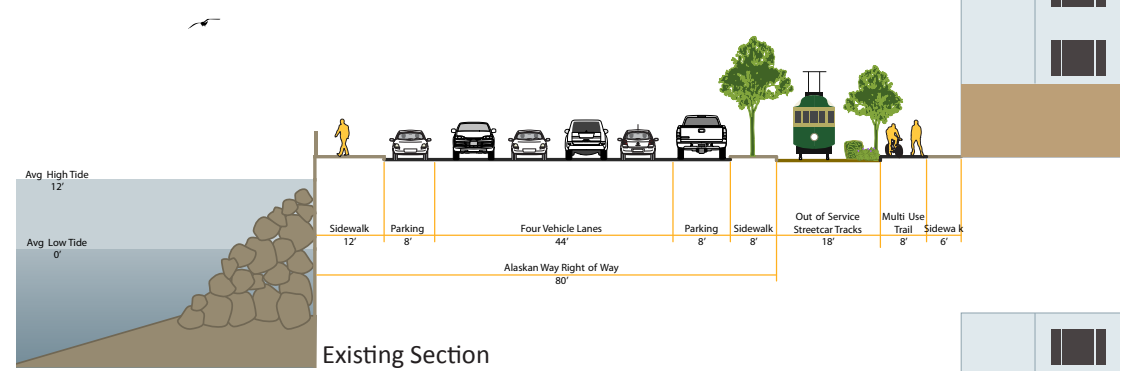 Avg High Tide
12'
Avg Low Tide
0'
Sidewalk
12'
Parking
8'
Four Vehicle Lanes
44'
Parking
8'
Sidewalk
8'
Out of Service
Streetcar Tracks
18'
Multi Use
Trail
8'
Sidewa k
6'
Alaskan Way Right of Way
80'
Existing Section